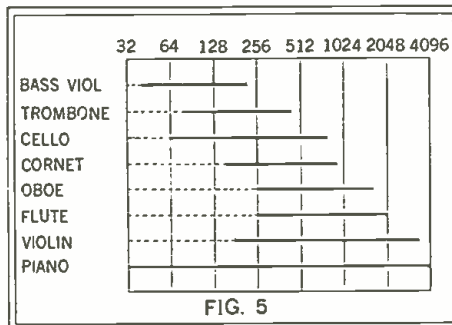 32 64 128 256 512 1024 2048 4096
BASS VIOL
TROMBONE
CELLO
CORNET
OBOE
FLUTE
VIOLIN
PIANO
FIG. 5